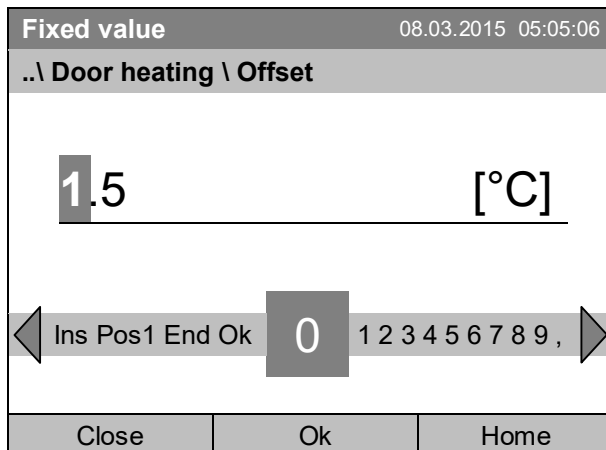 Fixed value 08.03.2015 05:05:06
..\ Door heating \ Offset
1.5 [°C]
Ins Pos1 End Ok 0 1 2 3 4 5 6 7 8 9 ,
Close Ok Home